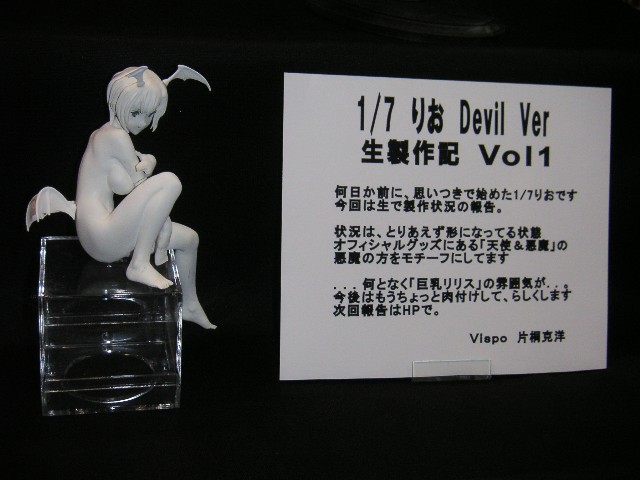 1/7 りお Devil Ver
生製作記 Vol1
何日か前に、思いつきで始めた1/7りおです
今回は生で製作状況の報告。
状況は、とりあえず形になってる状態
オフィシャルグッズにある「天使&悪魔」の
悪魔の方をモチーフにしてます
...何となく「巨乳リリス」の雰囲気が..。
今後はもうちょっと肉付けして、らしくします
次回報告はHPで。
Vispo 片桐克洋